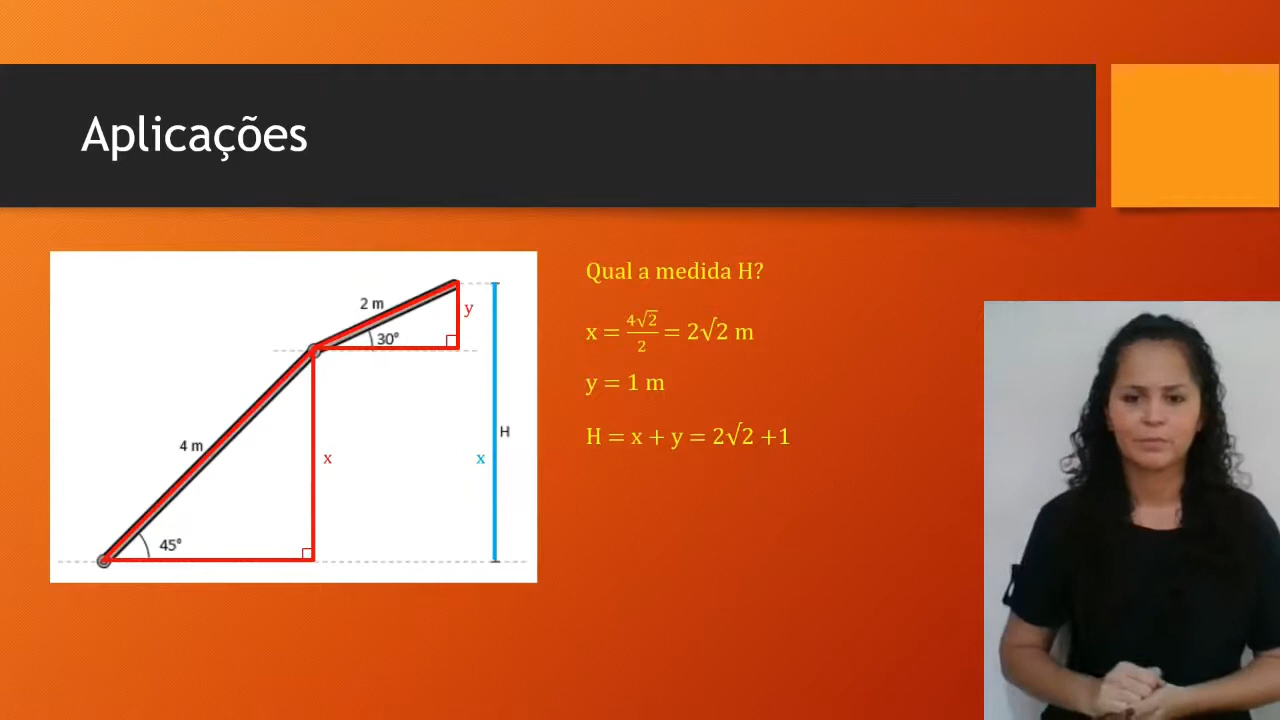 Aplicações
2 m
y
30°
4 m
x
x
H
45°
Qual a medida H?
x = 4√2/2 = 2√2 m
y = 1 m
H = x + y = 2√2 +1